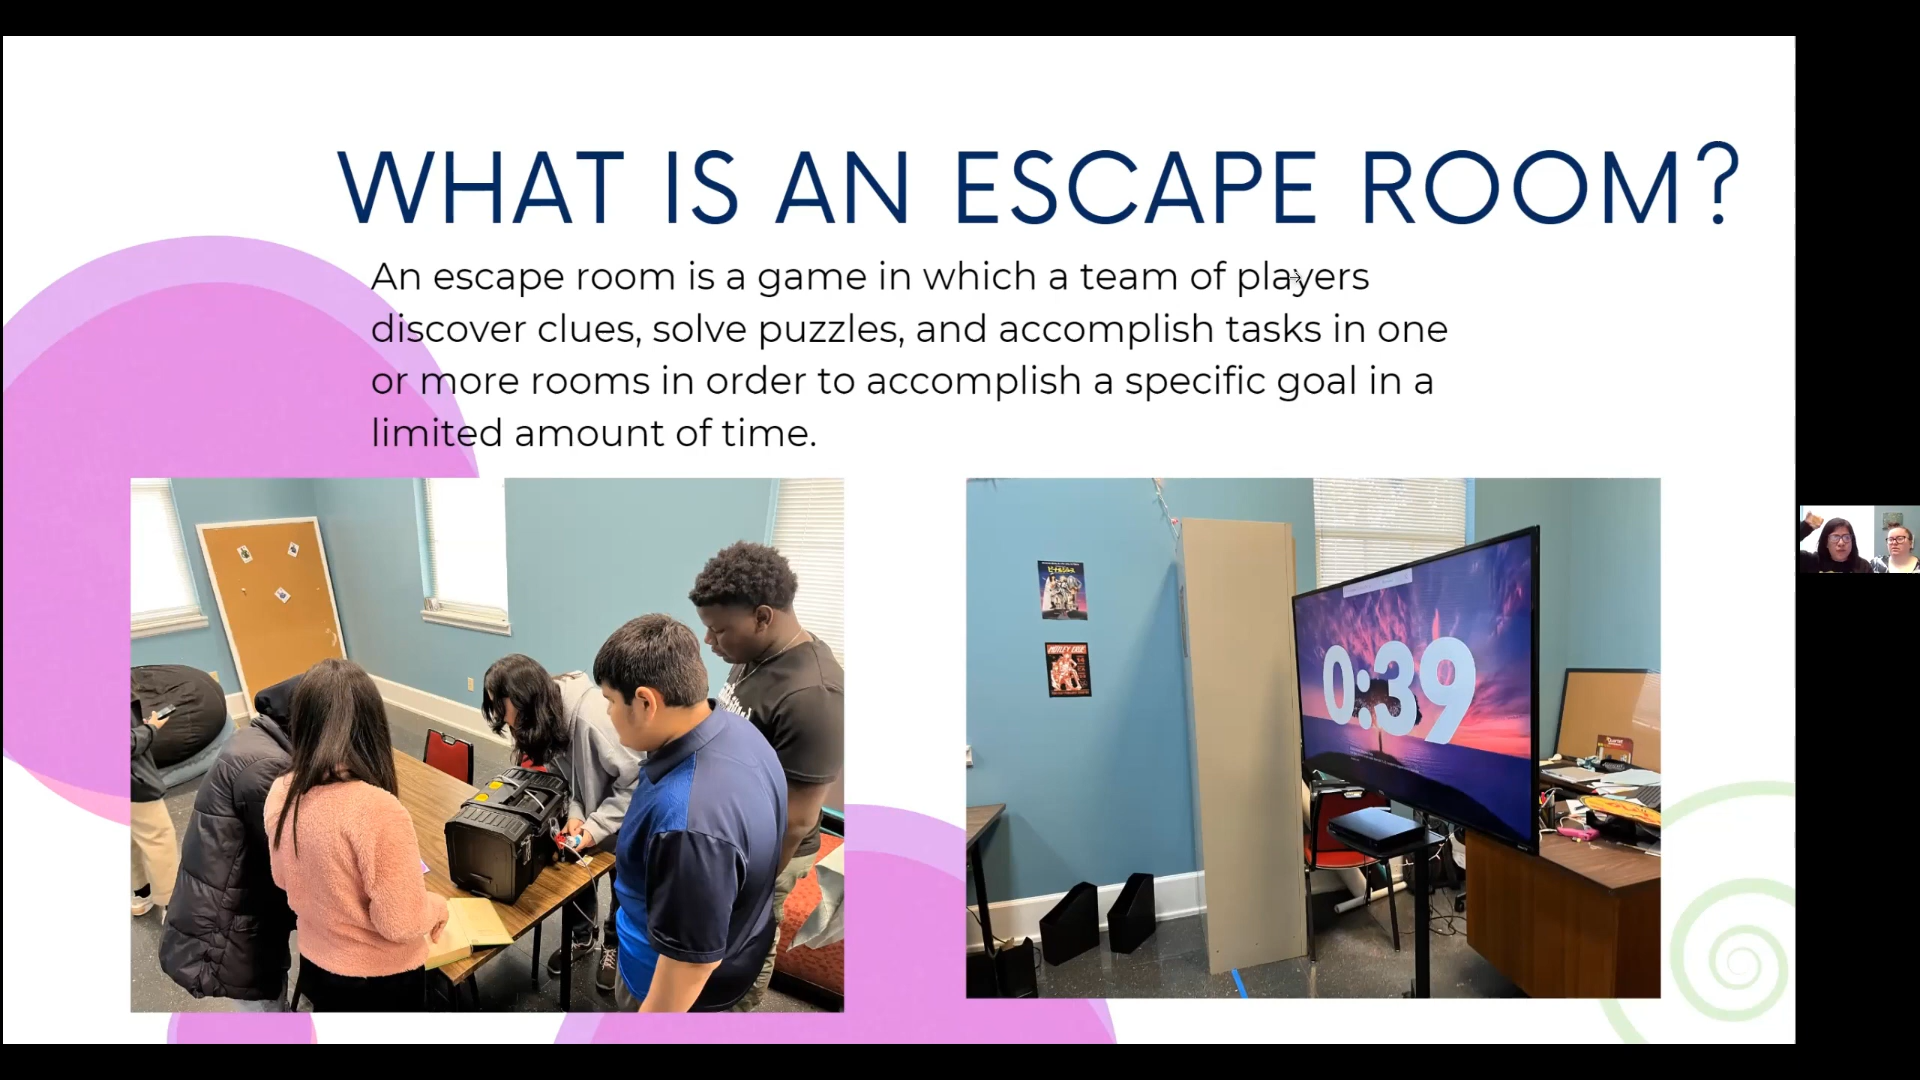 WHAT IS AN ESCAPE ROOM?
An escape room is a game in which a team of players
discover clues, solve puzzles, and accomplish tasks in one
or more rooms in order to accomplish a specific goal in a
limited amount of time.
MOTLEY CRUE
0:39